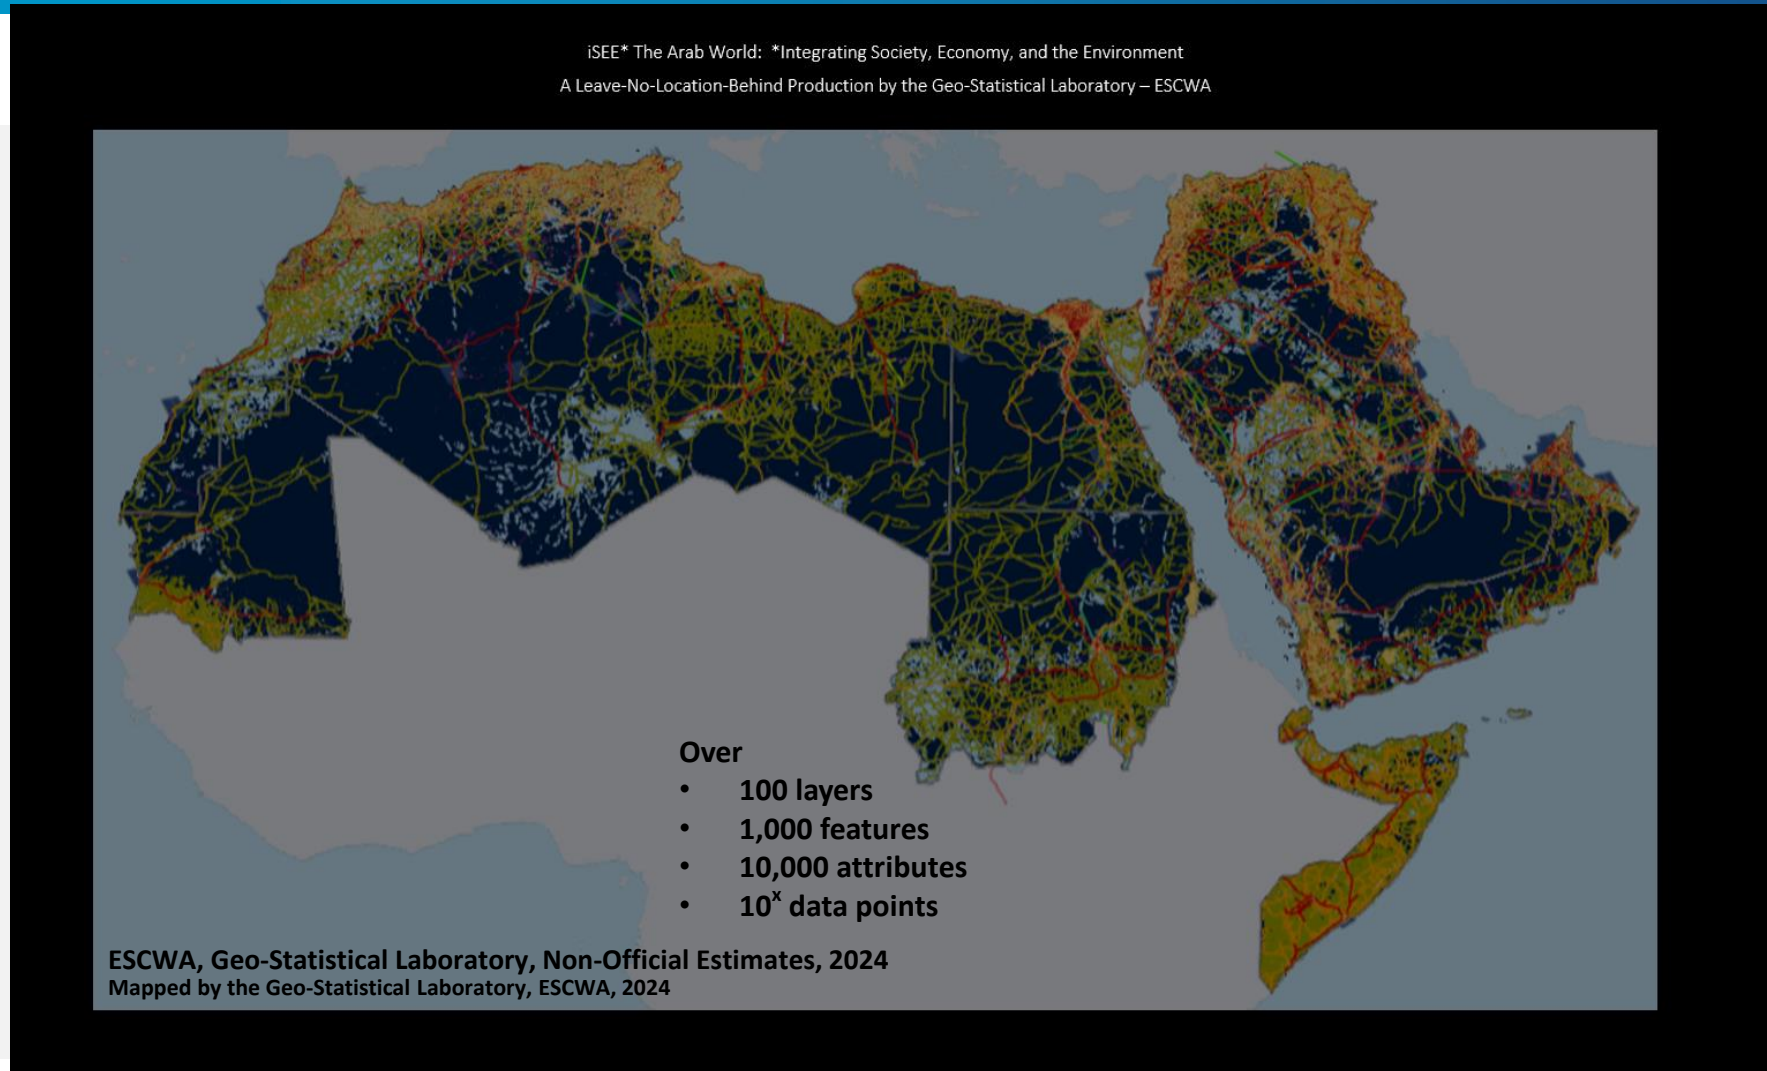 iSEE* The Arab World:  *Integrating Society, Economy, and the Environment
A Leave-No-Location-Behind Production by the Geo-Statistical Laboratory – ESCWA
Over
• 100 layers
• 1,000 features
• 10,000 attributes
• 10ˣ data points
ESCWA, Geo-Statistical Laboratory, Non-Official Estimates, 2024
Mapped by the Geo-Statistical Laboratory, ESCWA, 2024